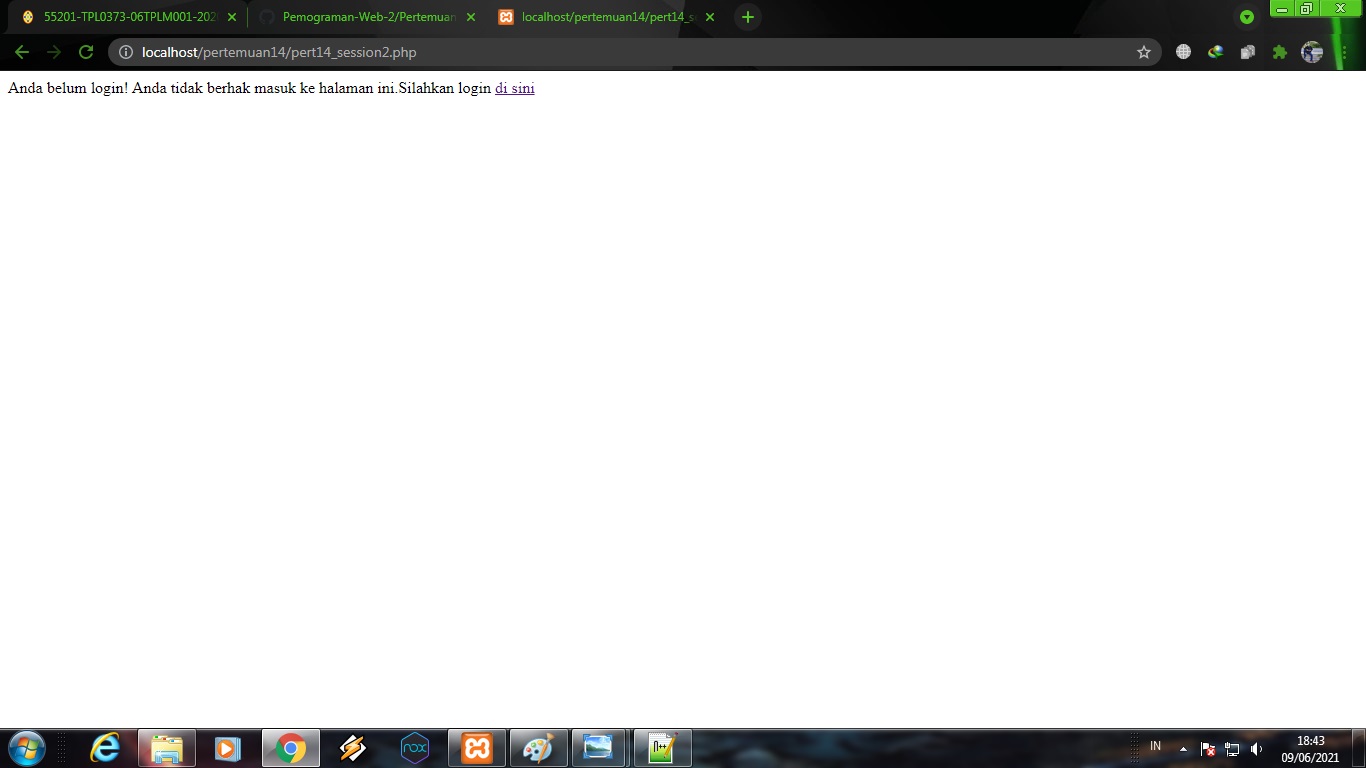 55201-TPL0373-06TPLM001-202
Pemograman-Web-2/Pertemuan
localhost/pertemuan14/pert14_s
localhost/pertemuan14/pert14_session2.php
Anda belum login! Anda tidak berhak masuk ke halaman ini.Silahkan login di sini
nox
N++
IN
18:43
09/06/2021